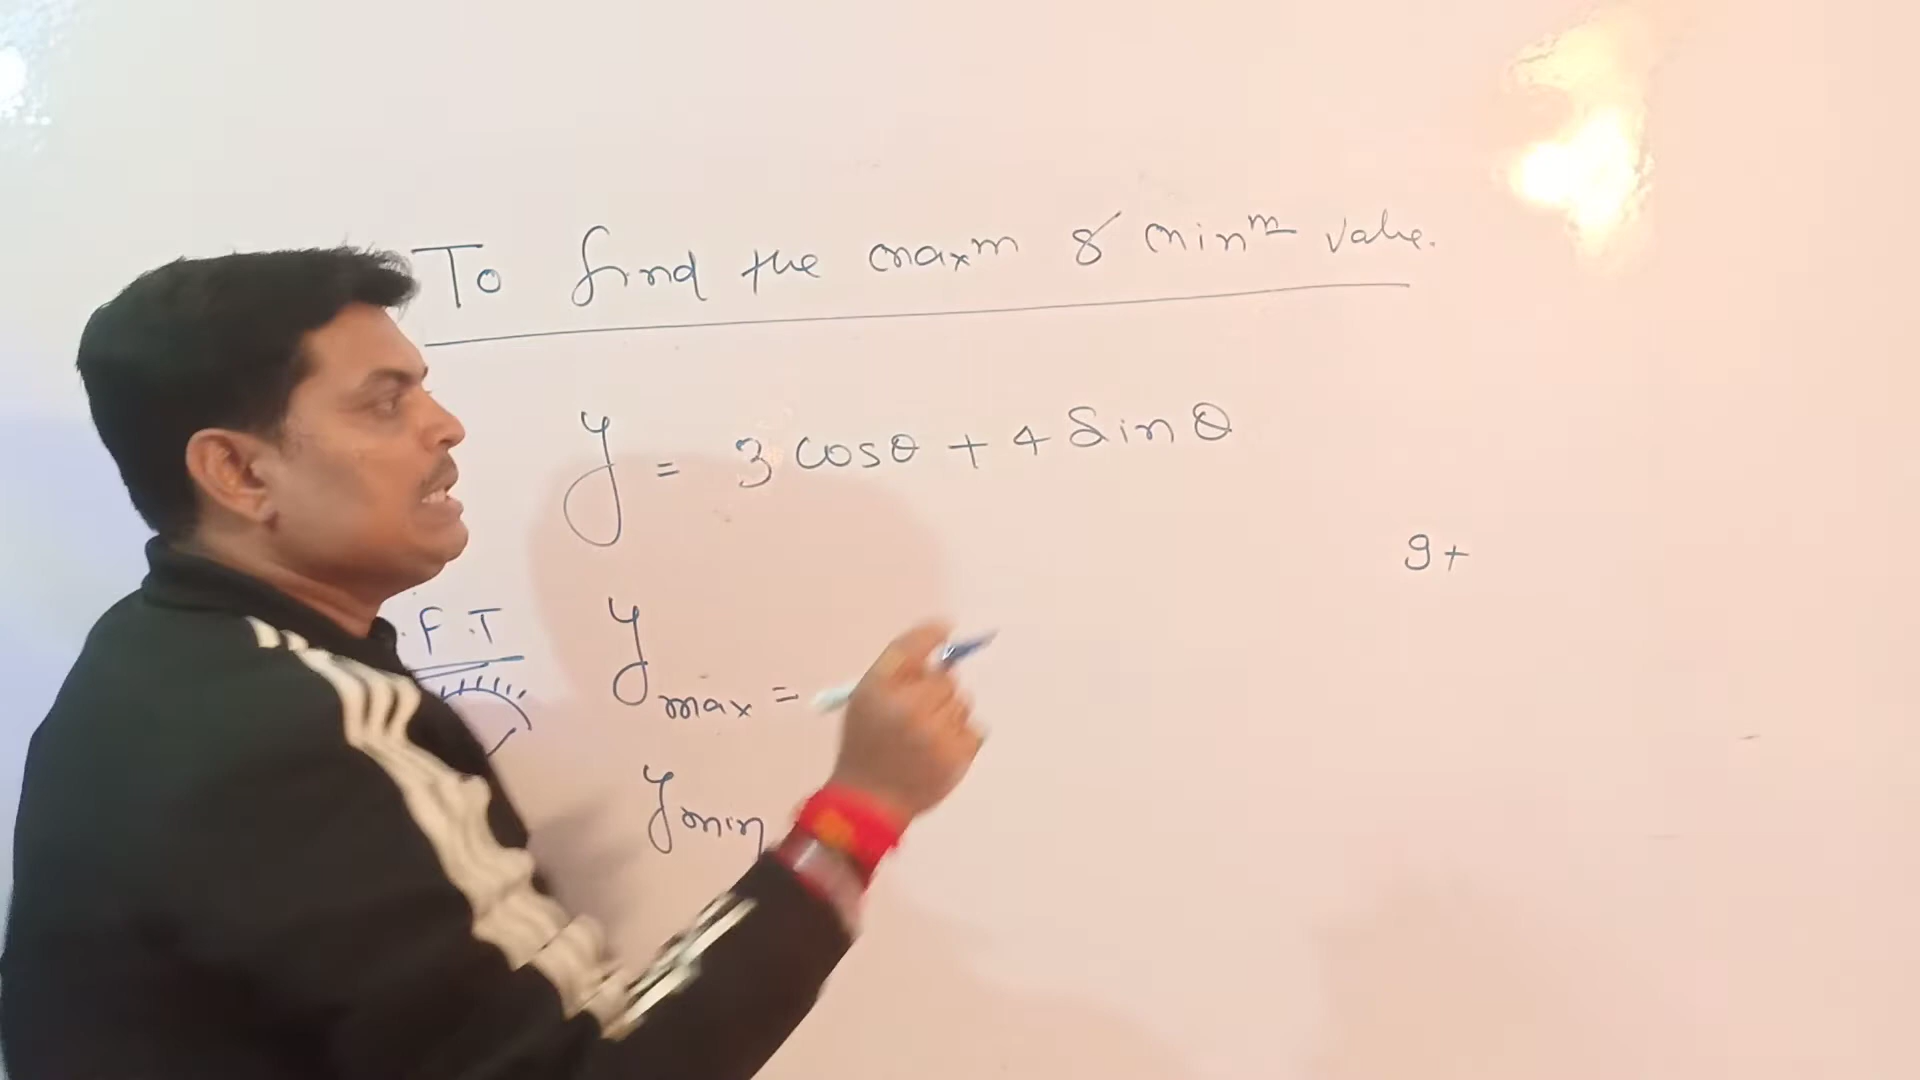 To find the maxm & minm value.
y = 3 cosθ + 4 Sin θ
9+
. F.T
y max =
y min